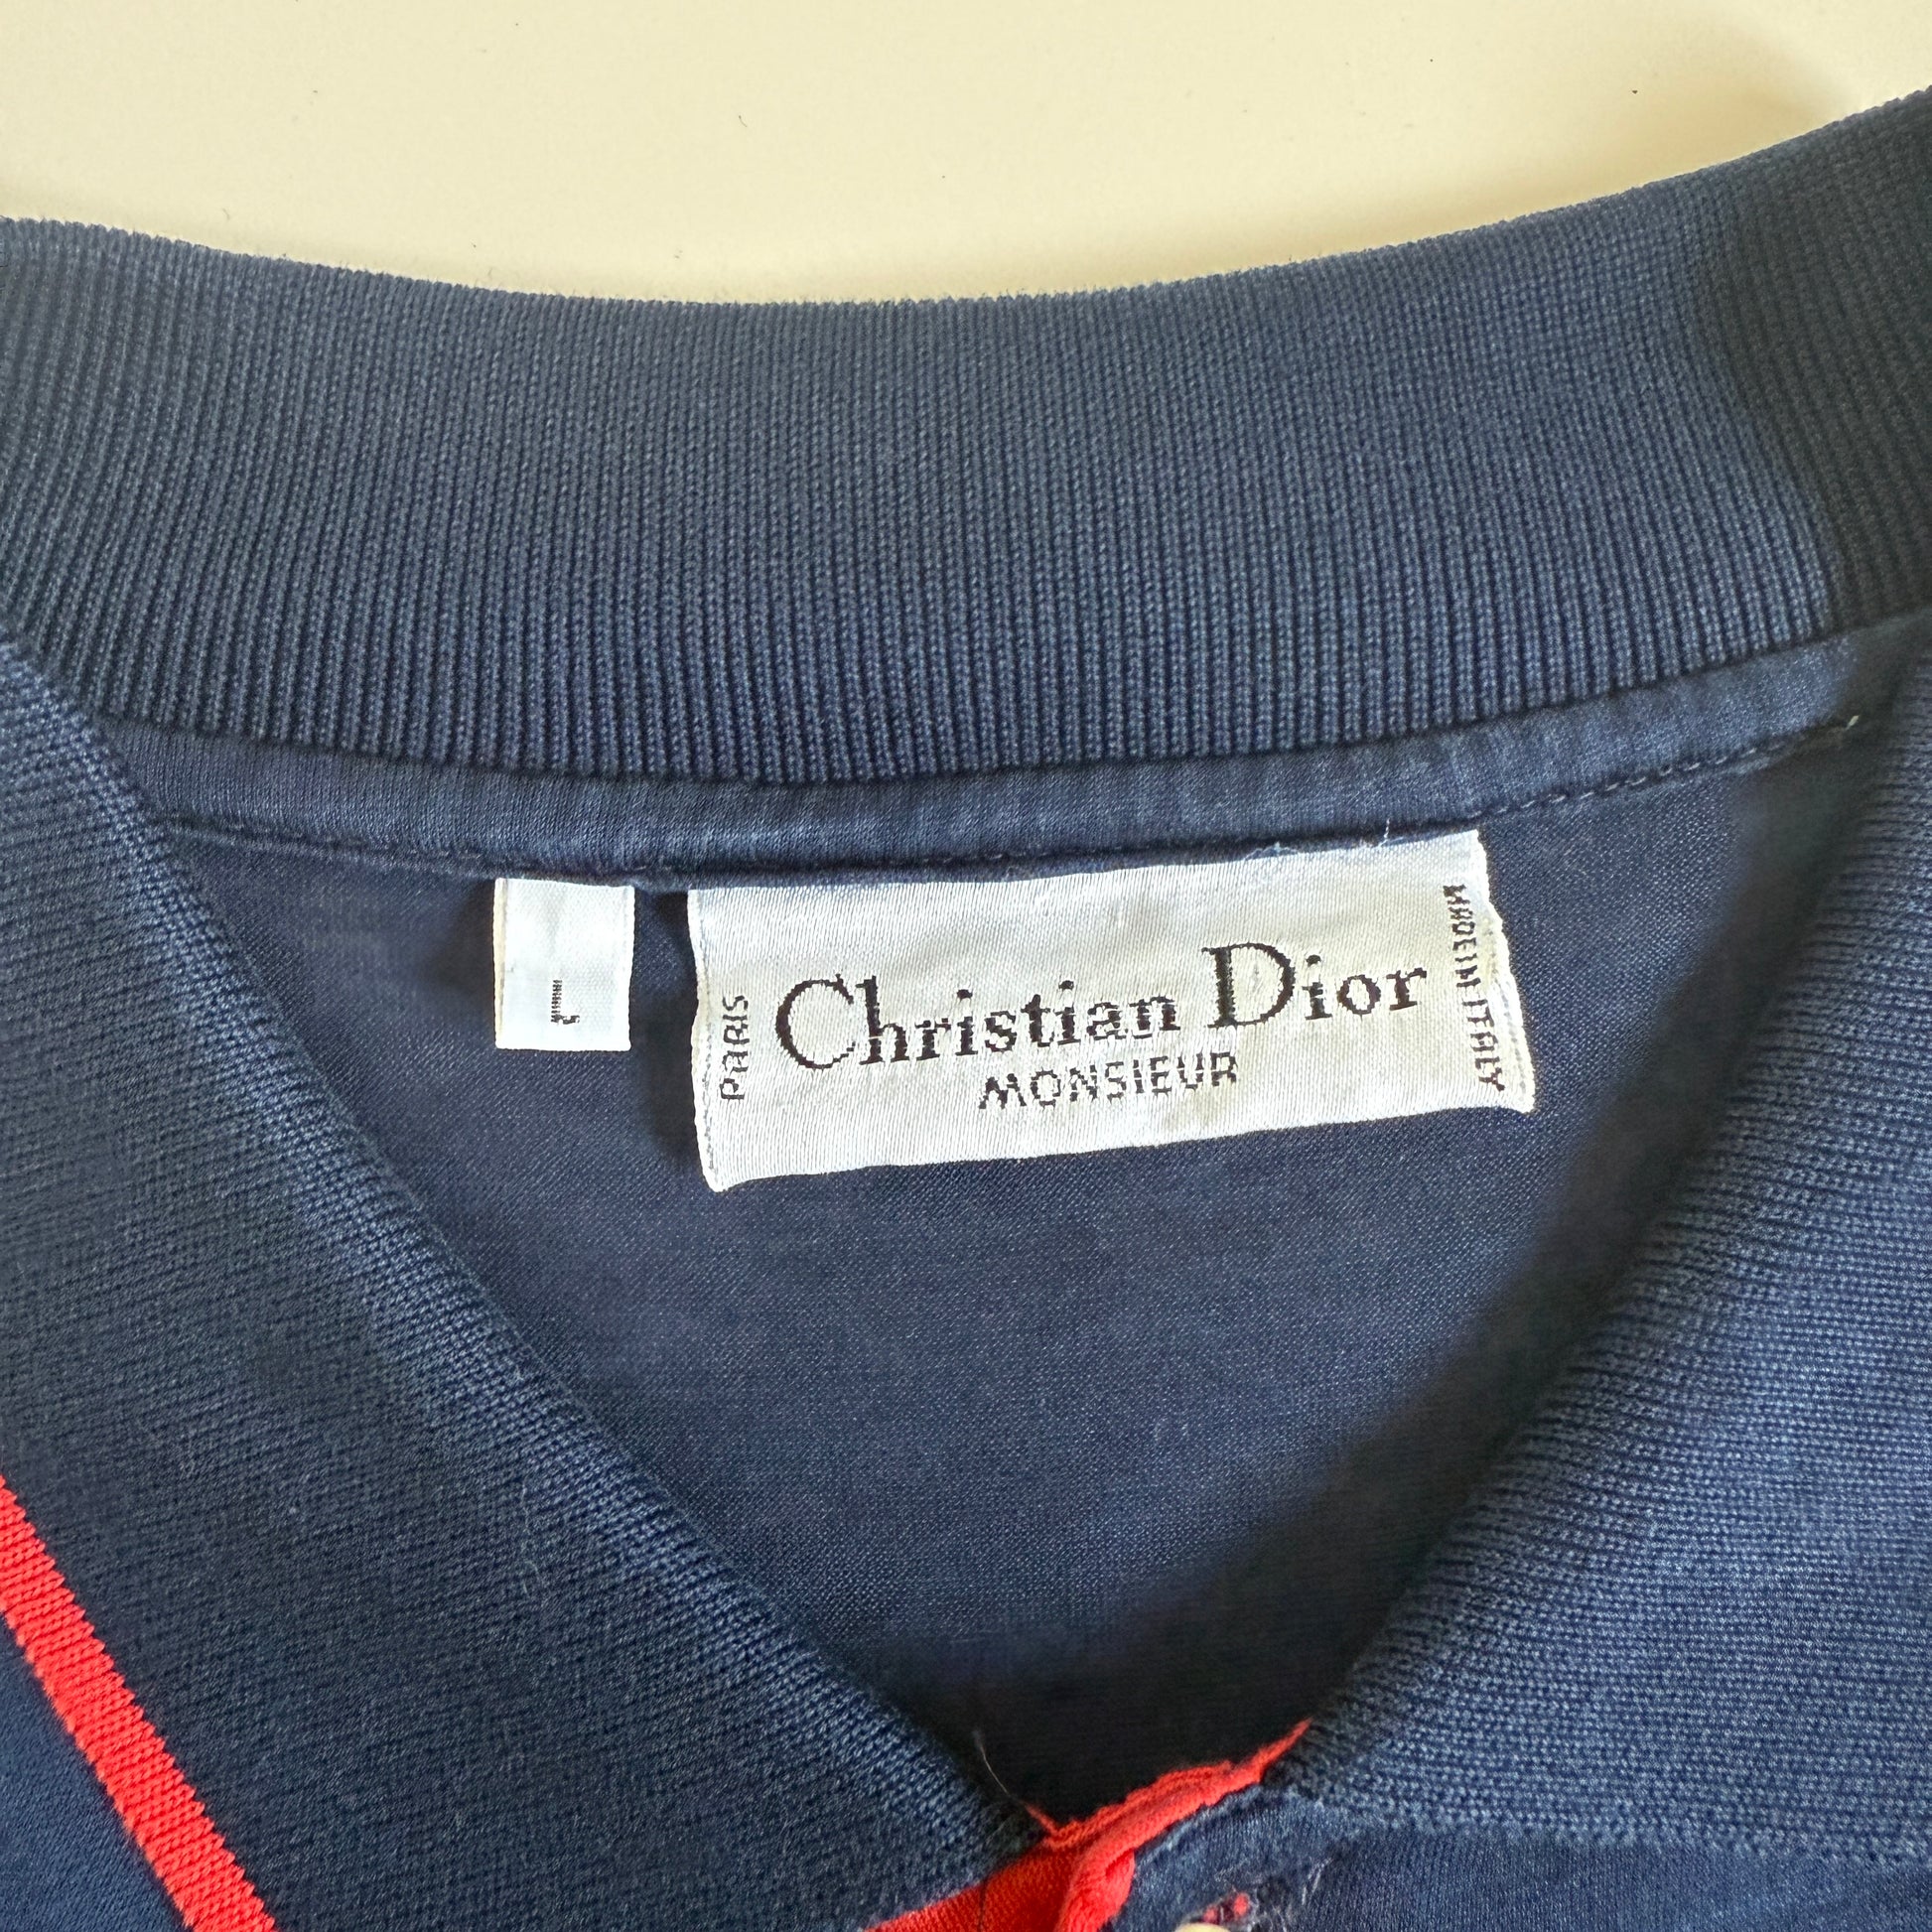 L
PARIS
Christian Dior
MONSIEUR
MADE IN ITALY